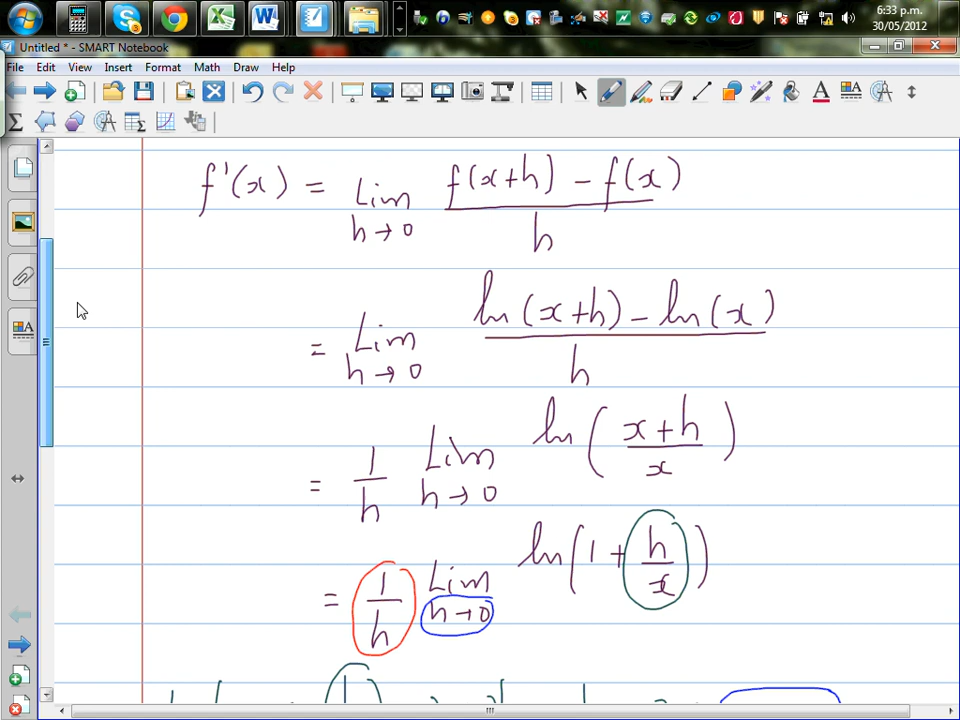 6:33 p.m.
30/05/2012
Untitled * - SMART Notebook
File Edit View Insert Format Math Draw Help
f'(x) = Lim h→0 f(x+h) - f(x) / h
= Lim h→0 ln(x+h) - ln(x) / h
= 1/h Lim h→0 ln(x+h / x)
= 1/h Lim h→0 ln(1 + h/x)